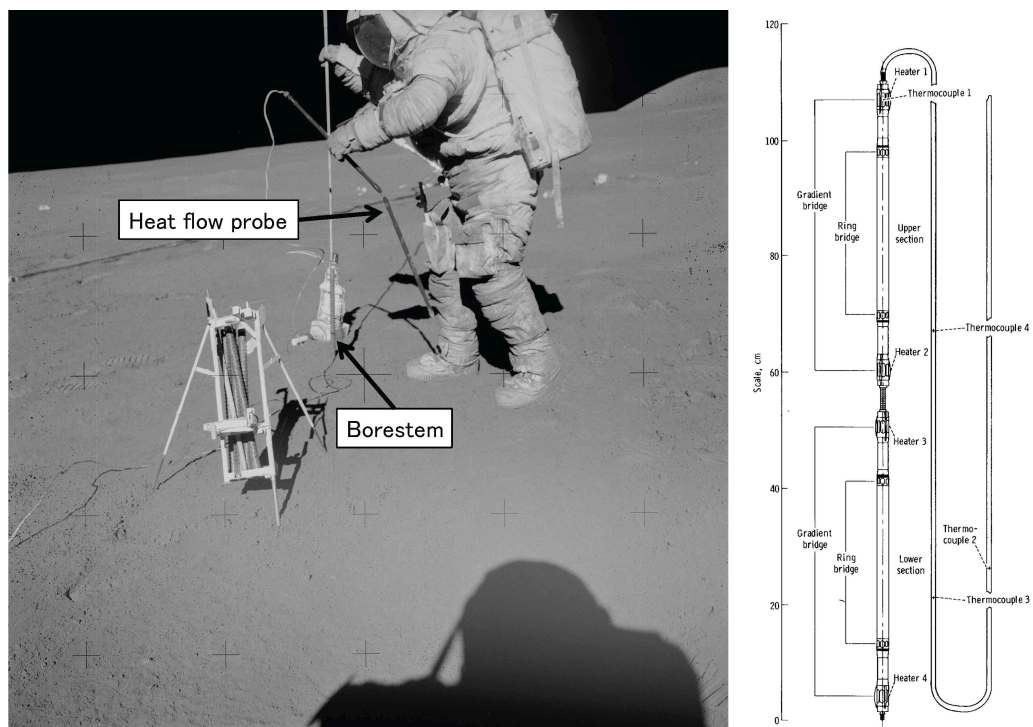 Heat flow probe
Borestem
120
100
80
60
40
20
0
Scale, cm
Heater 1
Thermocouple 1
Gradient
bridge
Ring
bridge
Upper
section
Thermocouple 4
Heater 2
Heater 3
Gradient
bridge
Ring
bridge
Lower
section
Thermo-
couple 2
Thermocouple 3
Heater 4